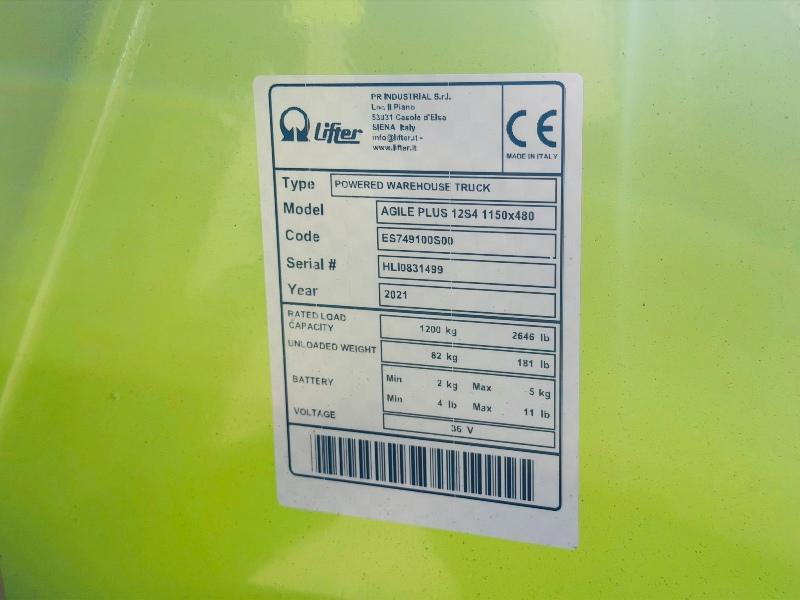 Lifter
PR INDUSTRIAL S.r.l.
Loc. Il Piano
53031 Casole d'Elsa
SIENA Italy
info@lifter.it -
www.lifter.it
CE
MADE IN ITALY
Type POWERED WAREHOUSE TRUCK
Model AGILE PLUS 12S4 1150x480
Code ES749100S00
Serial # HLI0831499
Year 2021
RATED LOAD CAPACITY 1200 kg 2646 lb
UNLOADED WEIGHT 82 kg 181 lb
BATTERY Min 2 kg Max 5 kg
Min 4 lb Max 11 lb
VOLTAGE 36 V